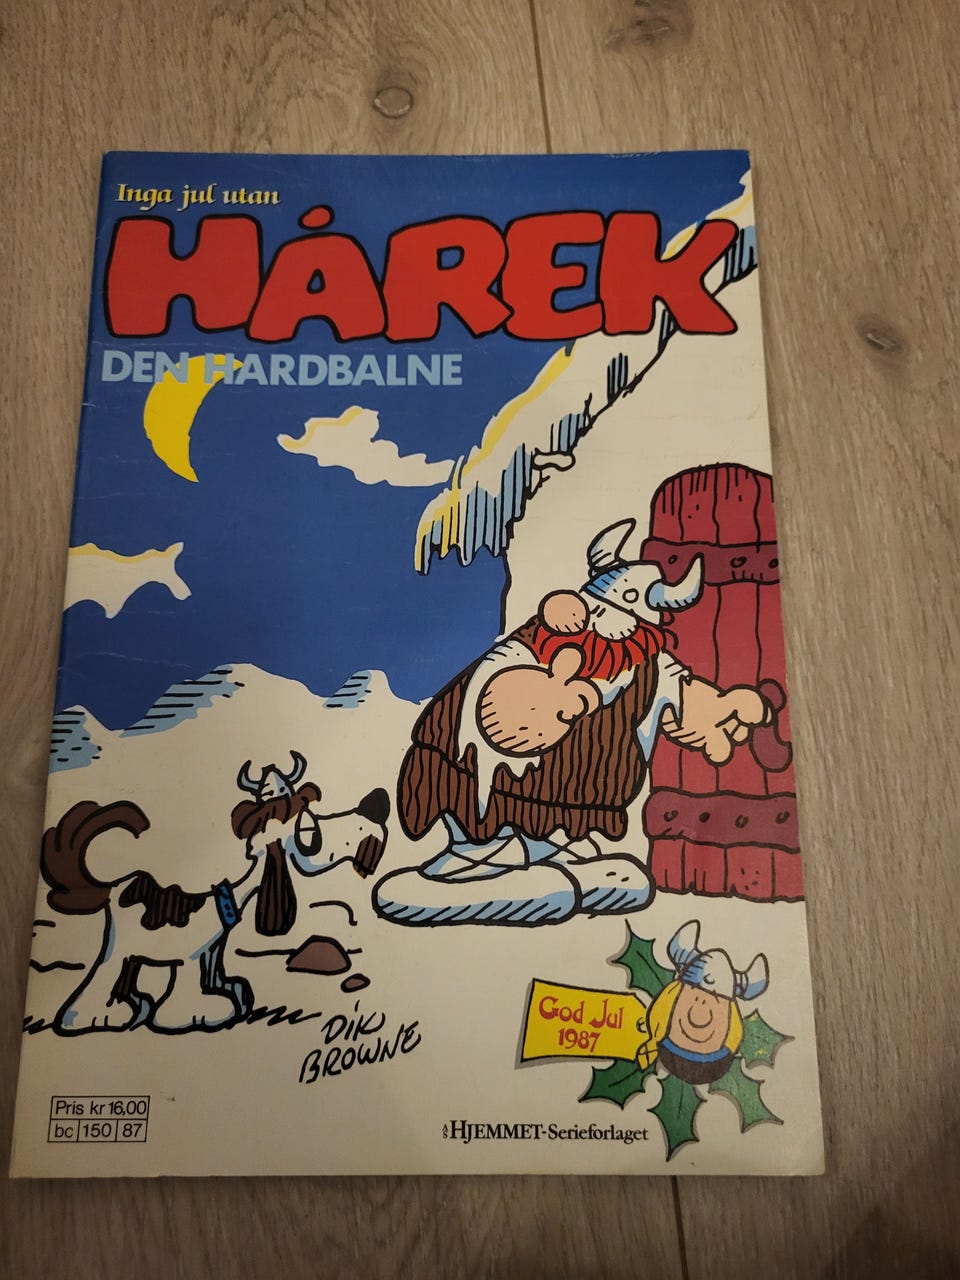 Inga jul utan
HÅREK
DEN HARDBALNE
DIK
BROWNE
God Jul
1987
Pris kr 16,00
bc 150 87
A/S HJEMMET-Serieforlaget